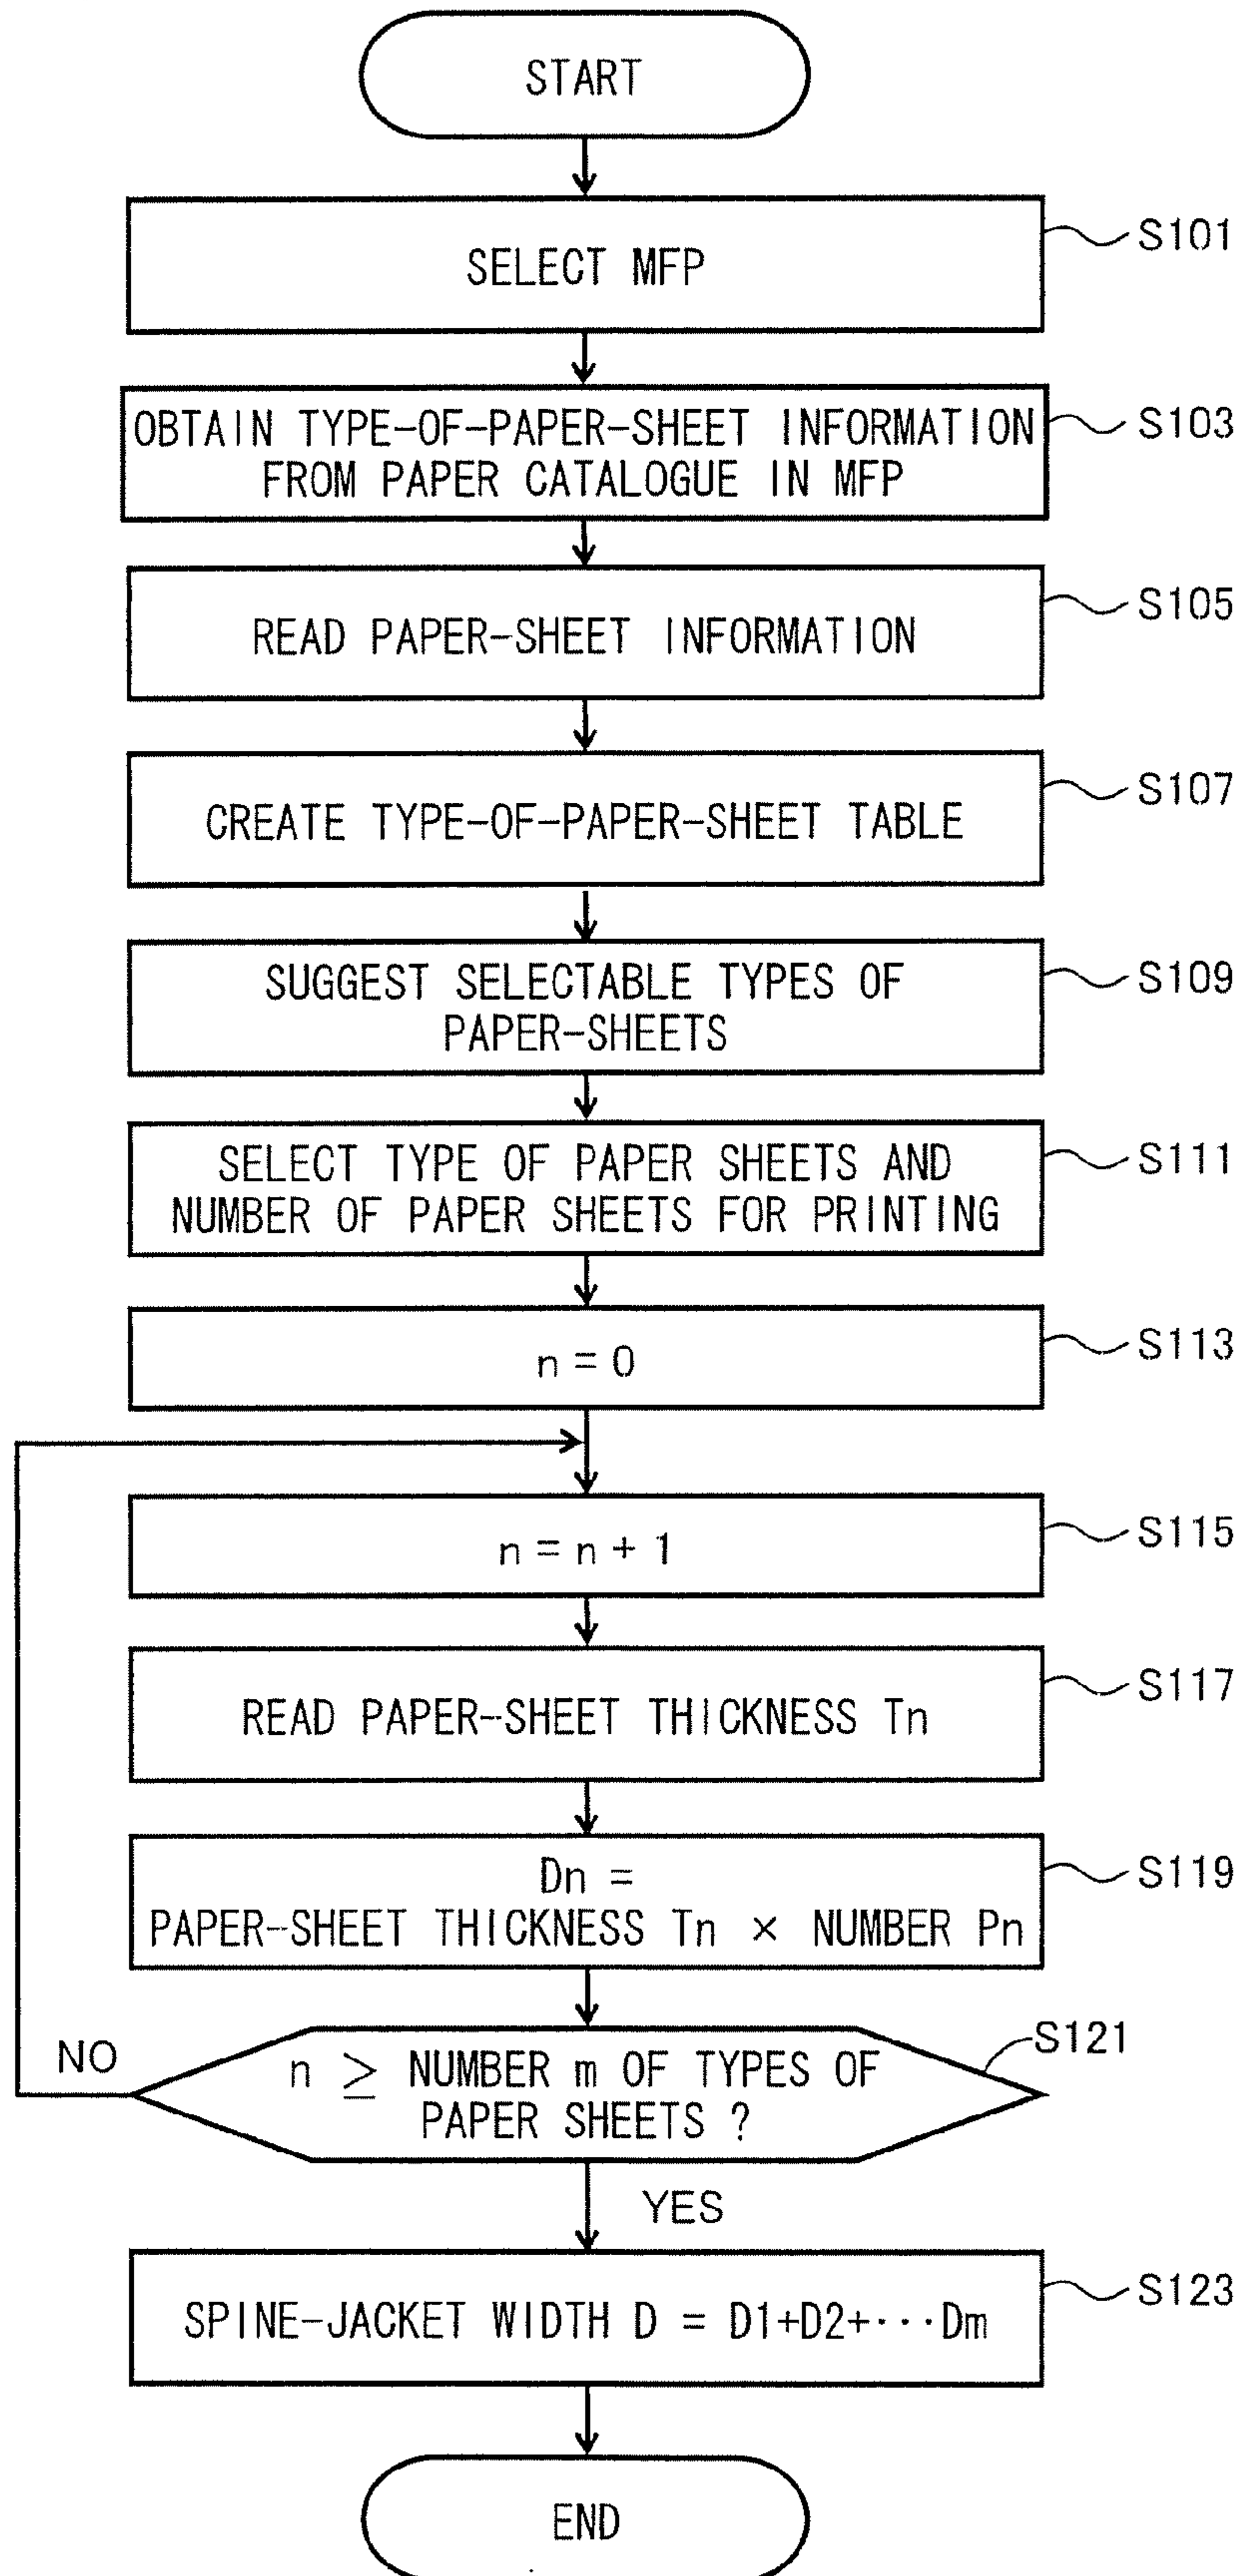 START
SELECT MFP
S101
OBTAIN TYPE-OF-PAPER-SHEET INFORMATION
FROM PAPER CATALOGUE IN MFP
S103
READ PAPER-SHEET INFORMATION
S105
CREATE TYPE-OF-PAPER-SHEET TABLE
S107
SUGGEST SELECTABLE TYPES OF
PAPER-SHEETS
S109
SELECT TYPE OF PAPER SHEETS AND
NUMBER OF PAPER SHEETS FOR PRINTING
S111
n = 0
S113
n = n + 1
S115
READ PAPER-SHEET THICKNESS Tn
S117
Dn =
PAPER-SHEET THICKNESS Tn × NUMBER Pn
S119
n ≧ NUMBER m OF TYPES OF
PAPER SHEETS ?
S121
NO
YES
SPINE-JACKET WIDTH D = D1+D2+···Dm
S123
END